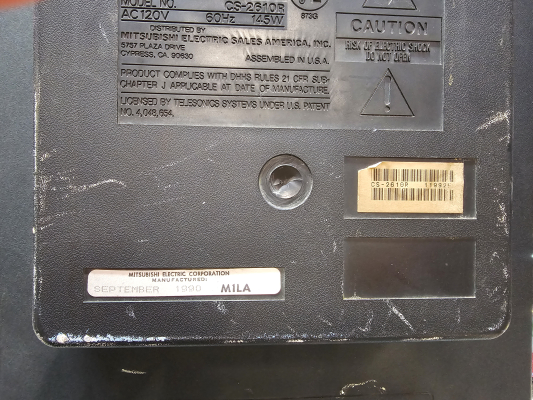 MODEL NO. CS-2610R
AC120V 60Hz 145W
DISTRIBUTED BY
MITSUBISHI ELECTRIC SALES AMERICA, INC.
5757 PLAZA DRIVE
CYPRESS, CA. 90630 ASSEMBLED IN U.S.A.
PRODUCT COMPLIES WITH DHHS RULES 21 CFR SUB-
CHAPTER J APPLICABLE AT DATE OF MANUFACTURE.
LICENSED BY TELESONICS SYSTEMS UNDER U.S. PATENT
NO. 4,048,654.
873G
CAUTION
RISK OF ELECTRIC SHOCK
DO NOT OPEN
CS-2610R
MITSUBISHI ELECTRIC CORPORATION
MANUFACTURED:
SEPTEMBER 1990 M1LA